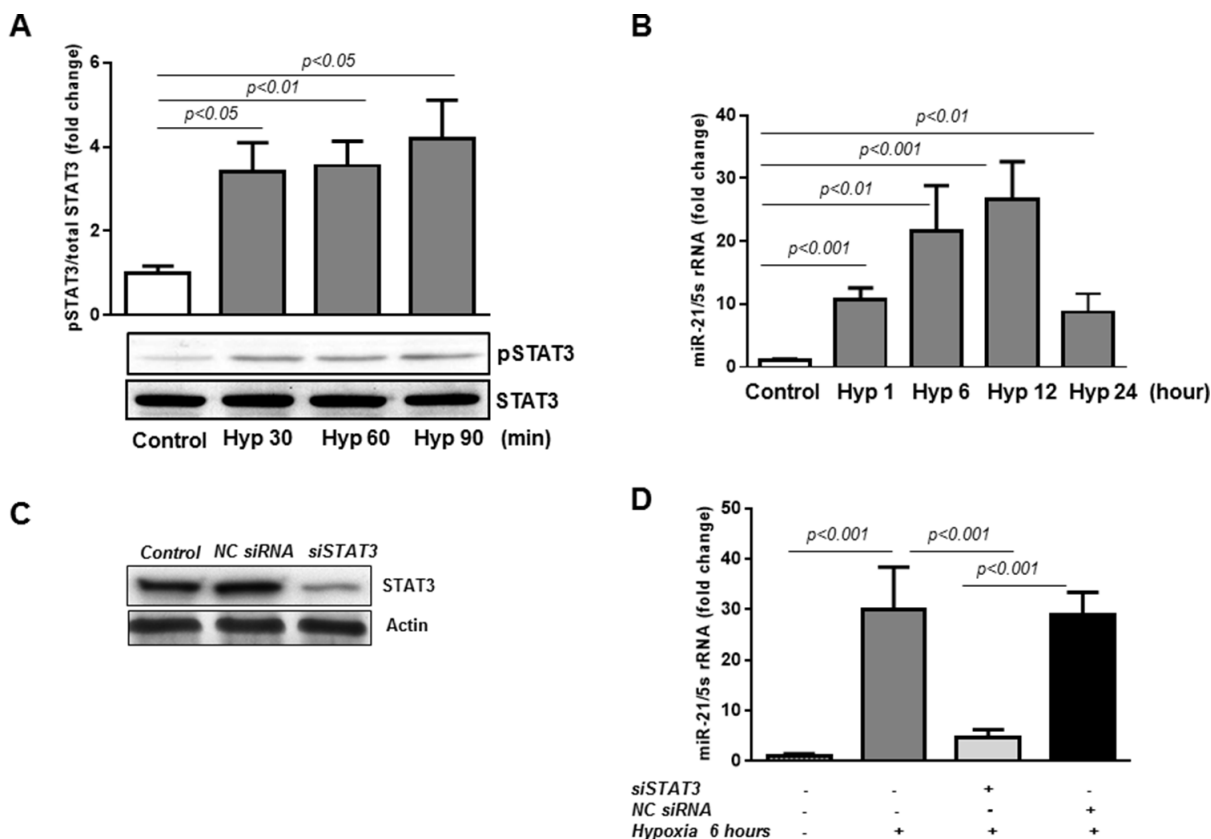 A
pSTAT3/total STAT3 (fold change)
6
4
2
0
p<0.05
p<0.01
p<0.05
pSTAT3
STAT3
Control Hyp 30 Hyp 60 Hyp 90 (min)
B
miR-21/5s rRNA (fold change)
40
30
20
10
0
p<0.01
p<0.001
p<0.01
p<0.001
Control Hyp 1 Hyp 6 Hyp 12 Hyp 24 (hour)
C
Control NC siRNA siSTAT3
STAT3
Actin
D
miR-21/5s rRNA (fold change)
50
40
30
20
10
0
p<0.001 p<0.001
p<0.001
siSTAT3 - - + -
NC siRNA - - - +
Hypoxia 6 hours - + + +